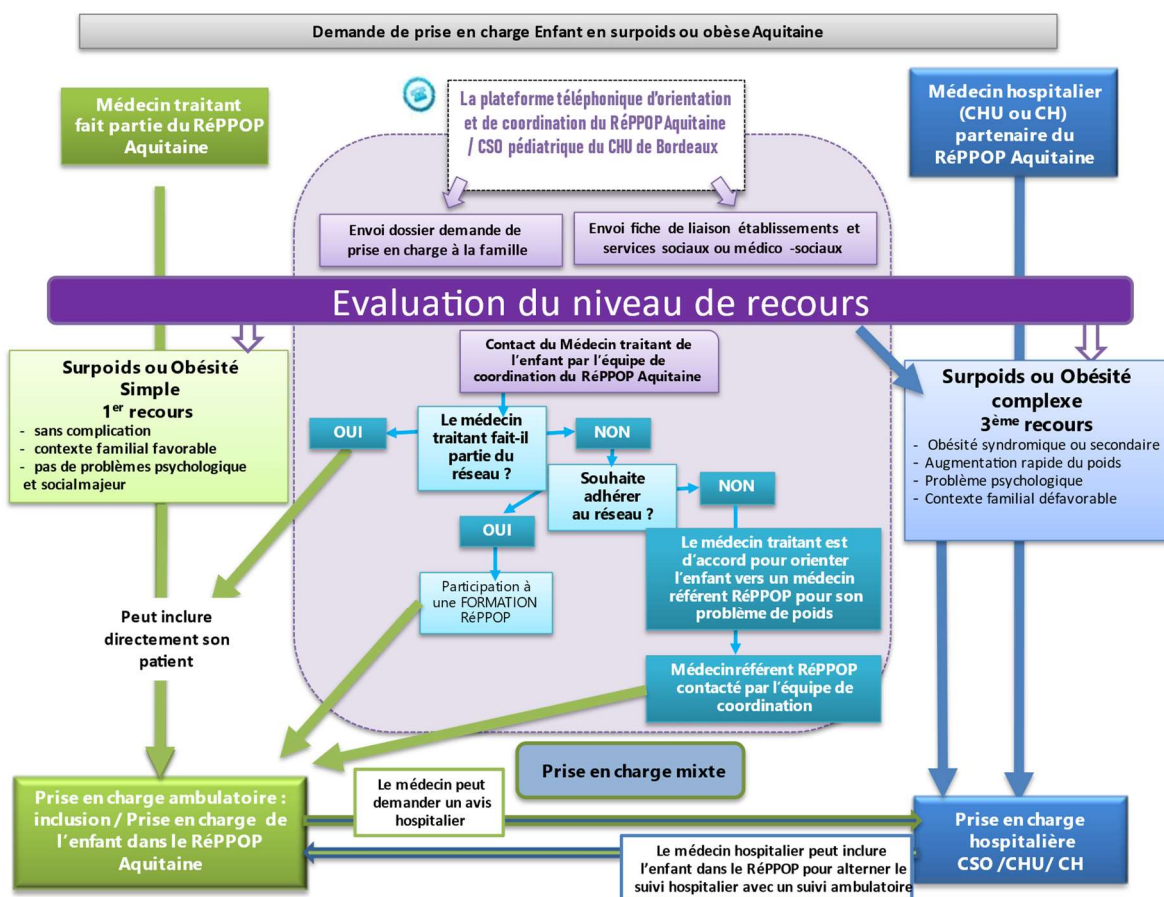 Demande de prise en charge Enfant en surpoids ou obèse Aquitaine
Médecin traitant
fait partie du RéPPOP
Aquitaine
La plateforme téléphonique d'orientation
et de coordination du RéPPOP Aquitaine
/ CSO pédiatrique du CHU de Bordeaux
Médecin hospitalier
(CHU ou CH)
partenaire du
RéPPOP Aquitaine
Envoi dossier demande de
prise en charge à la famille
Envoi fiche de liaison établissements et
services sociaux ou médico -sociaux
Evaluation du niveau de recours
Surpoids ou Obésité
Simple
1er recours
- sans complication
- contexte familial favorable
- pas de problèmes psychologique
et socialmajeur
Contact du Médecin traitant de
l'enfant par l'équipe de
coordination du RéPPOP Aquitaine
Surpoids ou Obésité
complexe
3ème recours
- Obésité syndromique ou secondaire
- Augmentation rapide du poids
- Problème psychologique
- Contexte familial défavorable
OUI
Le médecin
traitant fait-il
partie du
réseau ?
NON
Souhaite
adhérer
au réseau ?
NON
OUI
Le médecin traitant est
d'accord pour orienter
l'enfant vers un médecin
référent RéPPOP pour son
problème de poids
Participation à
une FORMATION
RéPPOP
Peut inclure
directement son
patient
Médecinréférent RéPPOP
contacté par l'équipe de
coordination
Prise en charge mixte
Prise en charge ambulatoire :
inclusion / Prise en charge de
l'enfant dans le RéPPOP
Aquitaine
Le médecin peut
demander un avis
hospitalier
Prise en charge
hospitalière
CSO /CHU/ CH
Le médecin hospitalier peut inclure
l'enfant dans le RéPPOP pour alterner le
suivi hospitalier avec un suivi ambulatoire